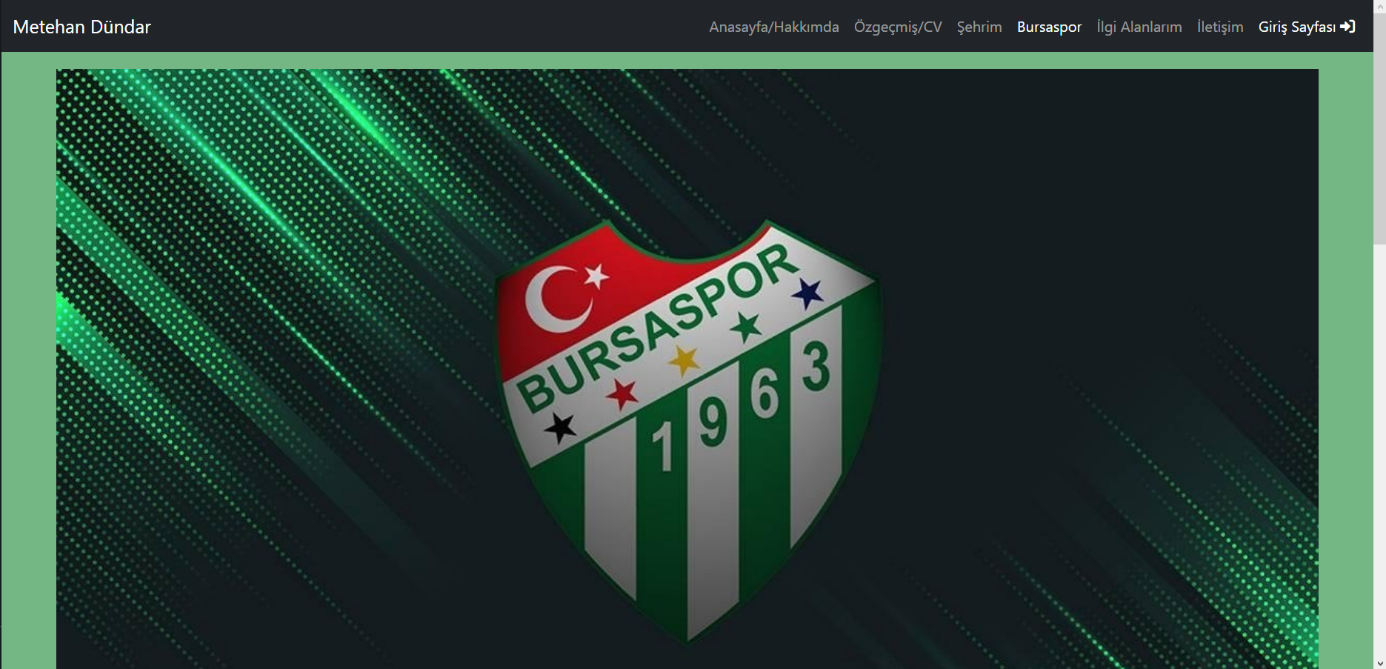 Metehan Dündar Anasayfa/Hakkımda Özgeçmiş/CV Şehrim Bursaspor İlgi Alanlarım İletişim Giriş Sayfası
BURSASPOR
1963